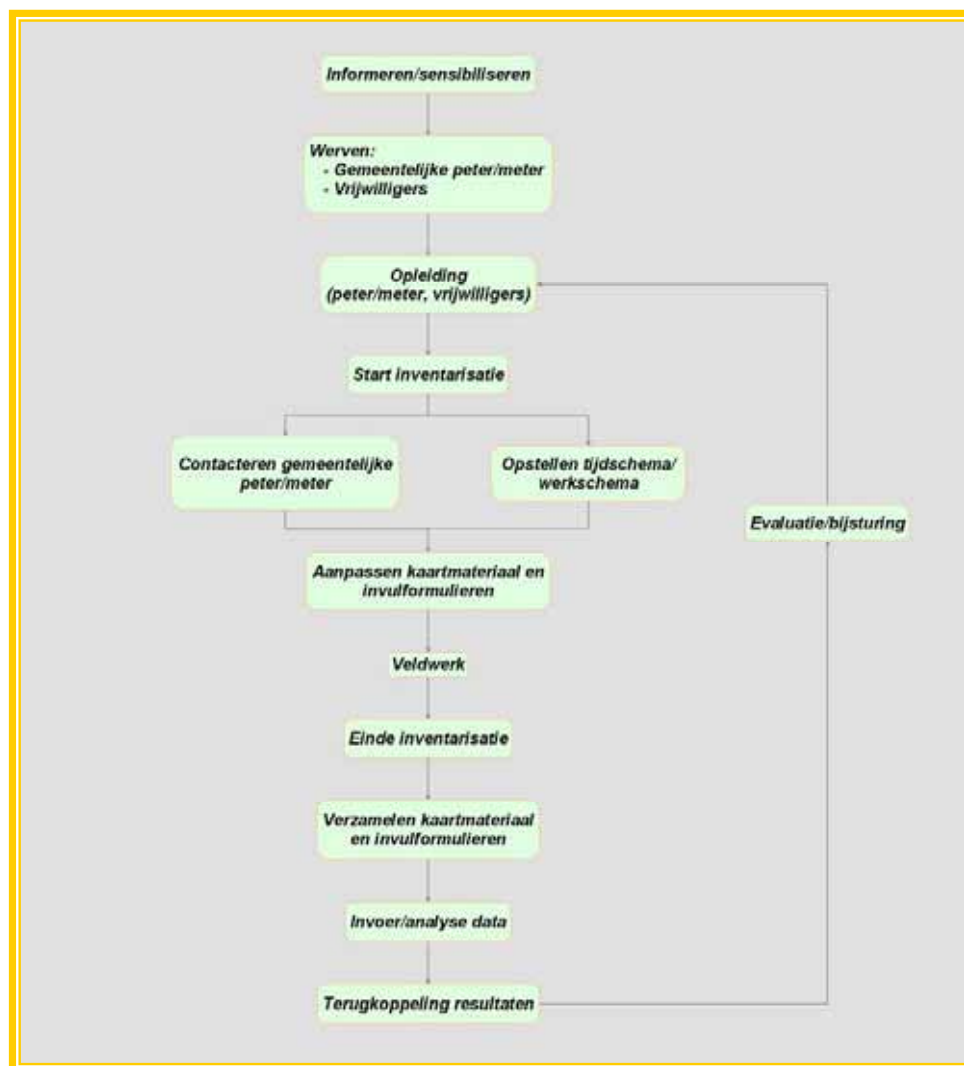 Informeren/sensibiliseren
Werven:
- Gemeentelijke peter/meter
- Vrijwilligers
Opleiding
(peter/meter, vrijwilligers)
Start inventarisatie
Contacteren gemeentelijke
peter/meter
Opstellen tijdschema/
werkschema
Evaluatie/bijsturing
Aanpassen kaartmateriaal en
invulformulieren
Veldwerk
Einde inventarisatie
Verzamelen kaartmateriaal
en invulformulieren
Invoer/analyse data
Terugkoppeling resultaten